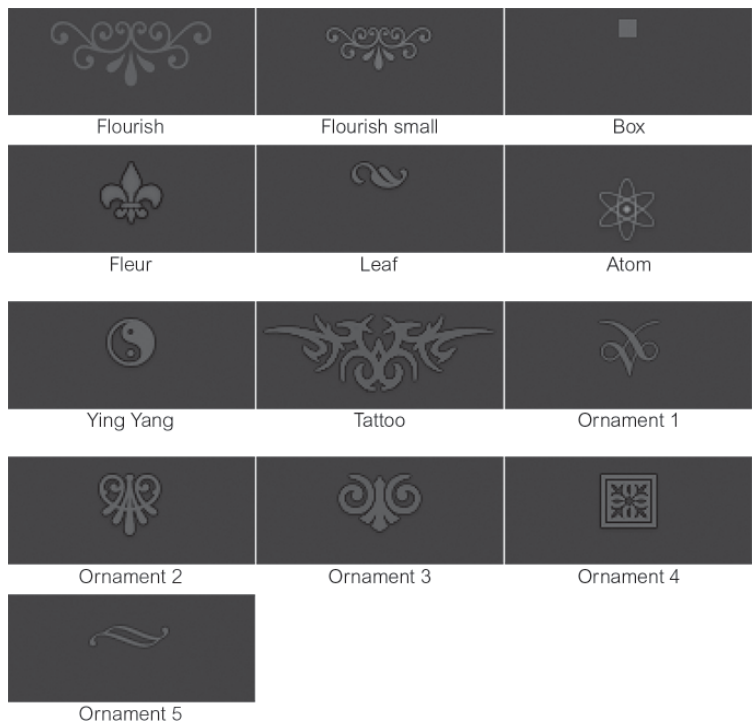 Flourish
Flourish small
Box
Fleur
Leaf
Atom
Ying Yang
Tattoo
Ornament 1
Ornament 2
Ornament 3
Ornament 4
Ornament 5